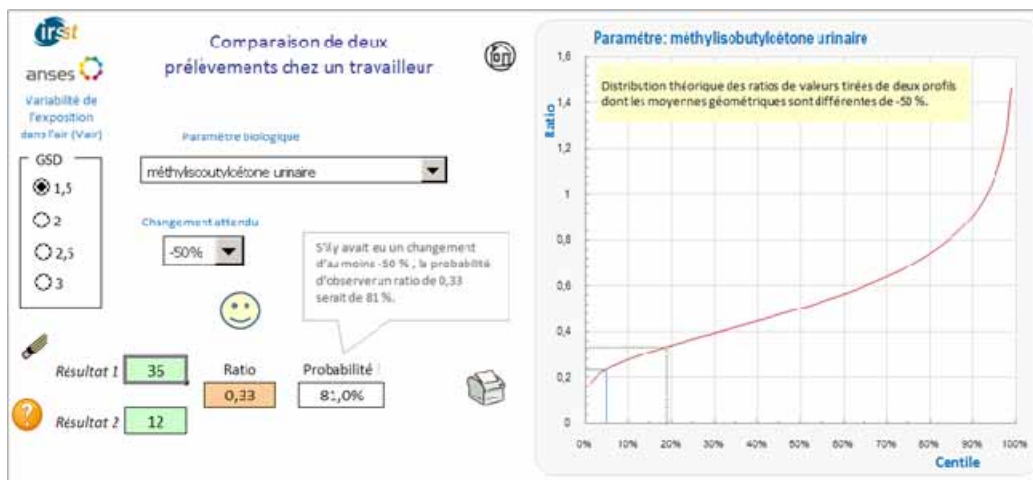 irsst
anses
Variabilité de
l'exposition
dans l'air (Vair)
GSD
1,5
2
2,5
3
Comparaison de deux
prélèvements chez un travailleur
Paramètre biologique
méthyliscoutylcétone urinaire
Changement attendu
-50%
S'il y avait eu un changement
d'au moins -50 % , la probabilité
d'observer un ratio de 0,33
serait de 81 %.
Résultat 1
35
Ratio
0,33
Probabilité
81,0%
Résultat 2
12
?
Paramètre: méthylisobutylcétone urinaire
Distribution théorique des ratios de valeurs tirées de deux profils
dont les moyennes géométriques sont différentes de -50 %.
Ratio
1,6
1,4
1,2
1
0,8
0,6
0,4
0,2
0
0% 10% 20% 30% 40% 50% 60% 70% 80% 90% 100%
Centile